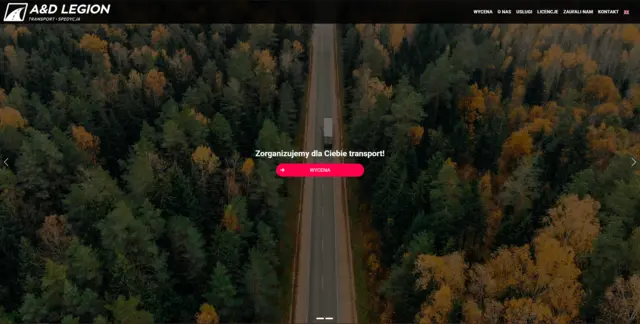 A&D LEGION
TRANSPORT • SPEDYCJA
WYCENA O NAS USŁUGI LICENCJE ZAUFALI NAM KONTAKT
Zorganizujemy dla Ciebie transport!
WYCENA